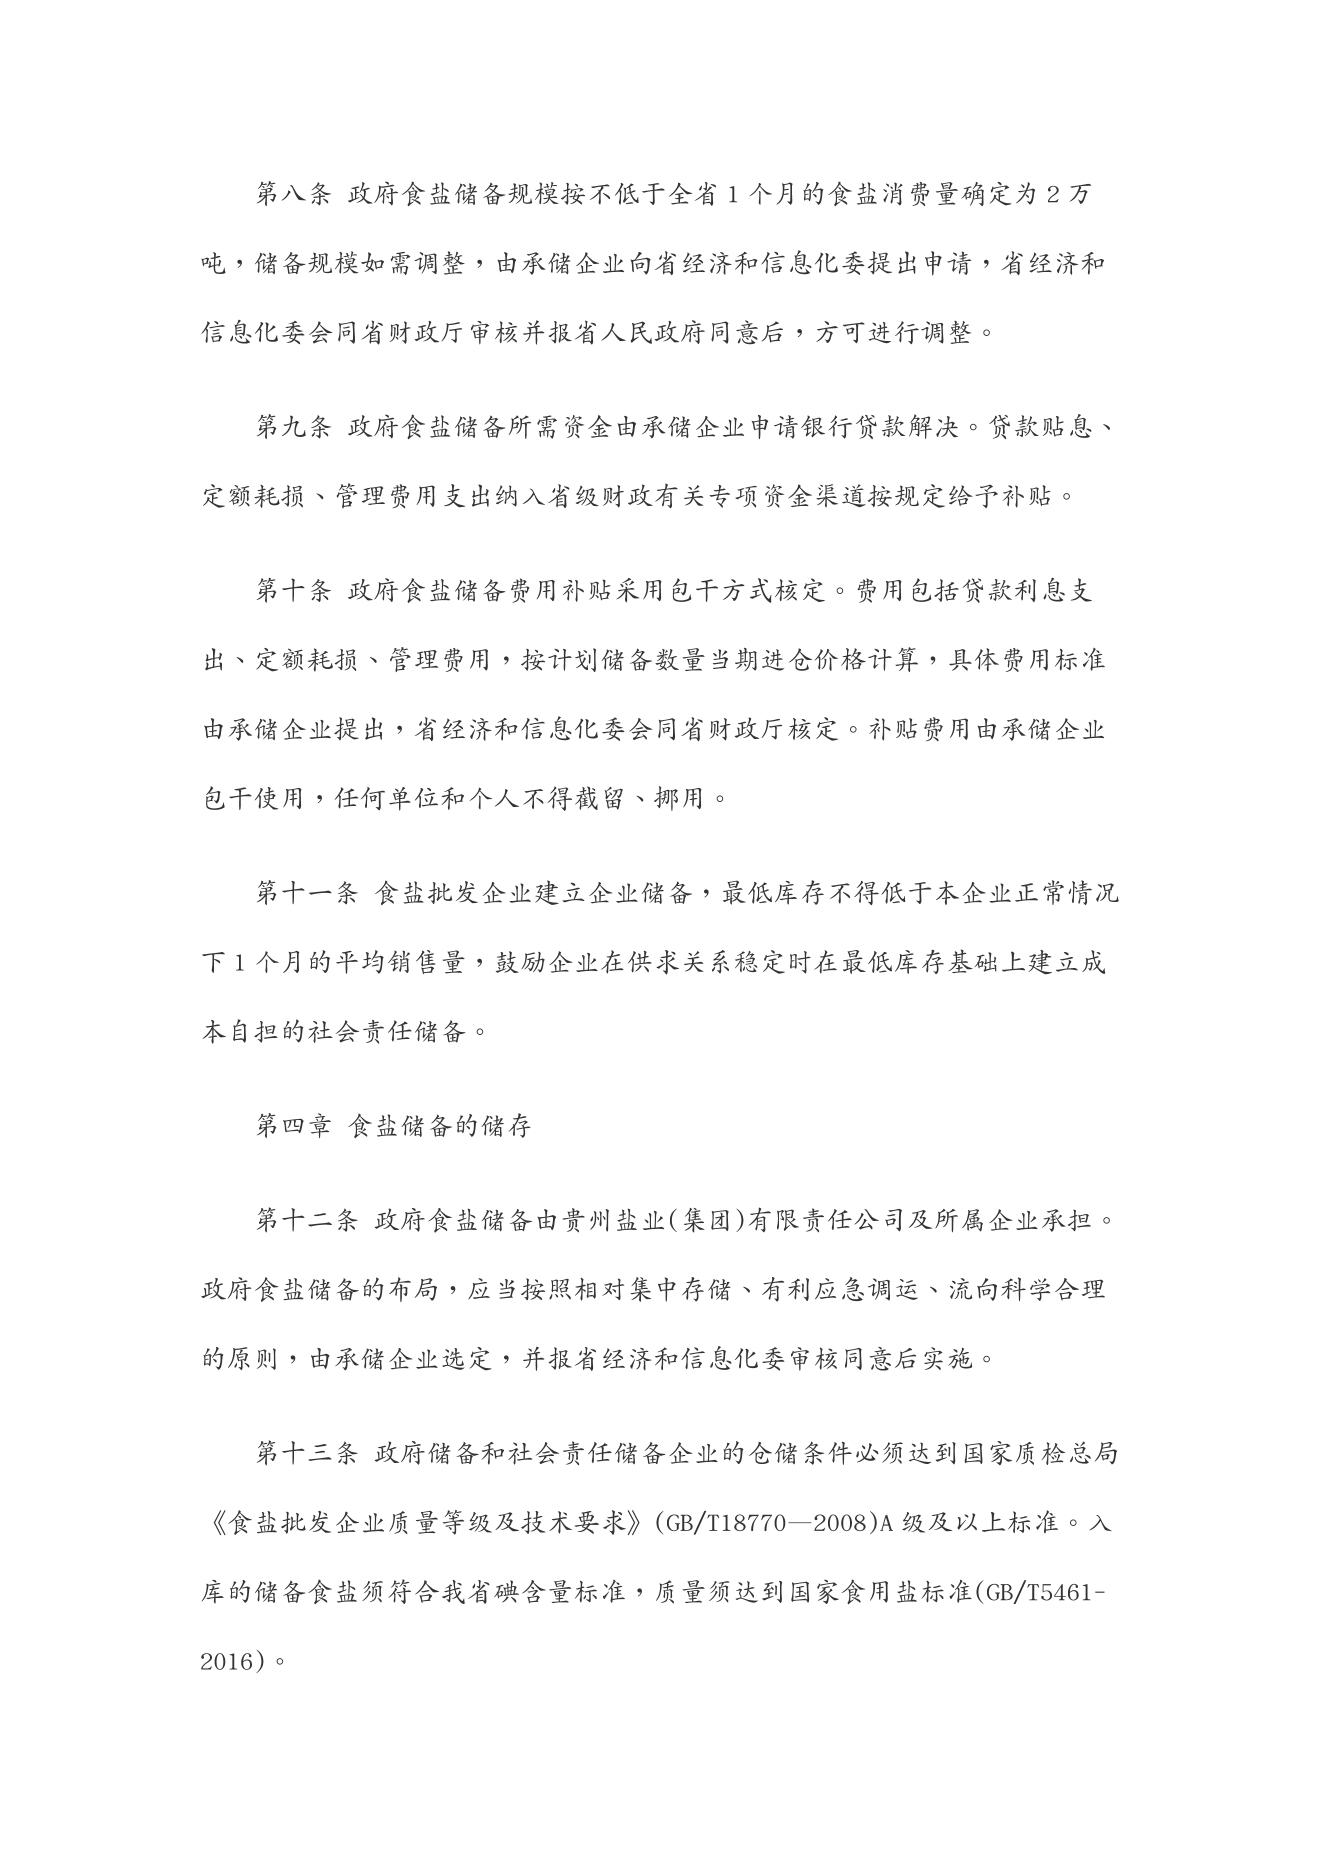 第八条 政府食盐储备规模按不低于全省 1 个月的食盐消费量确定为 2 万
吨，储备规模如需调整，由承储企业向省经济和信息化委提出申请，省经济和
信息化委会同省财政厅审核并报省人民政府同意后，方可进行调整。
第九条 政府食盐储备所需资金由承储企业申请银行贷款解决。贷款贴息、
定额耗损、管理费用支出纳入省级财政有关专项资金渠道按规定给予补贴。
第十条 政府食盐储备费用补贴采用包干方式核定。费用包括贷款利息支
出、定额耗损、管理费用，按计划储备数量当期进仓价格计算，具体费用标准
由承储企业提出，省经济和信息化委会同省财政厅核定。补贴费用由承储企业
包干使用，任何单位和个人不得截留、挪用。
第十一条 食盐批发企业建立企业储备，最低库存不得低于本企业正常情况
下 1 个月的平均销售量，鼓励企业在供求关系稳定时在最低库存基础上建立成
本自担的社会责任储备。
第四章 食盐储备的储存
第十二条 政府食盐储备由贵州盐业(集团)有限责任公司及所属企业承担。
政府食盐储备的布局，应当按照相对集中存储、有利应急调运、流向科学合理
的原则，由承储企业选定，并报省经济和信息化委审核同意后实施。
第十三条 政府储备和社会责任储备企业的仓储条件必须达到国家质检总局
《食盐批发企业质量等级及技术要求》(GB/T18770—2008)A 级及以上标准。入
库的储备食盐须符合我省碘含量标准，质量须达到国家食用盐标准(GB/T5461-
2016)。